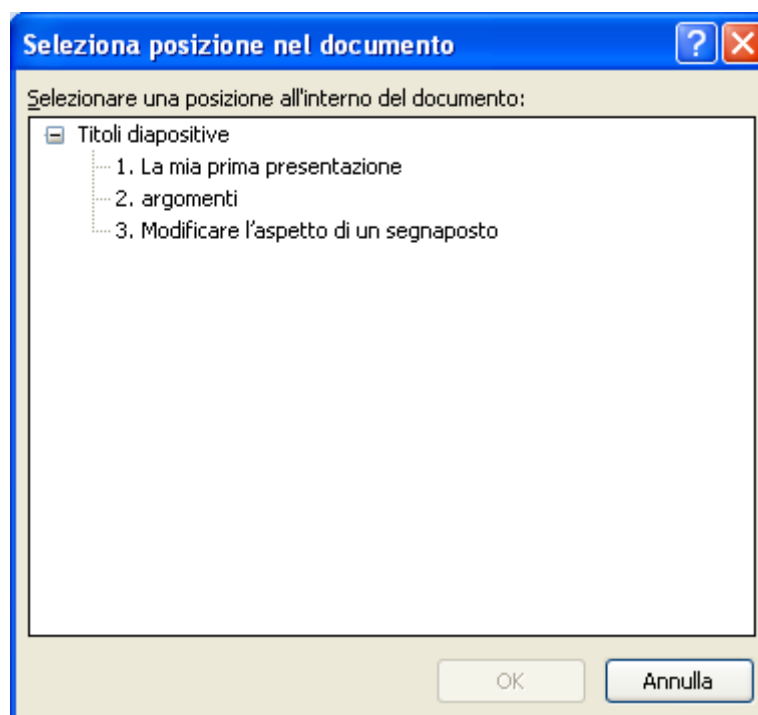 Seleziona posizione nel documento
Selezionare una posizione all'interno del documento:
Titoli diapositive
1. La mia prima presentazione
2. argomenti
3. Modificare l'aspetto di un segnaposto
OK
Annulla